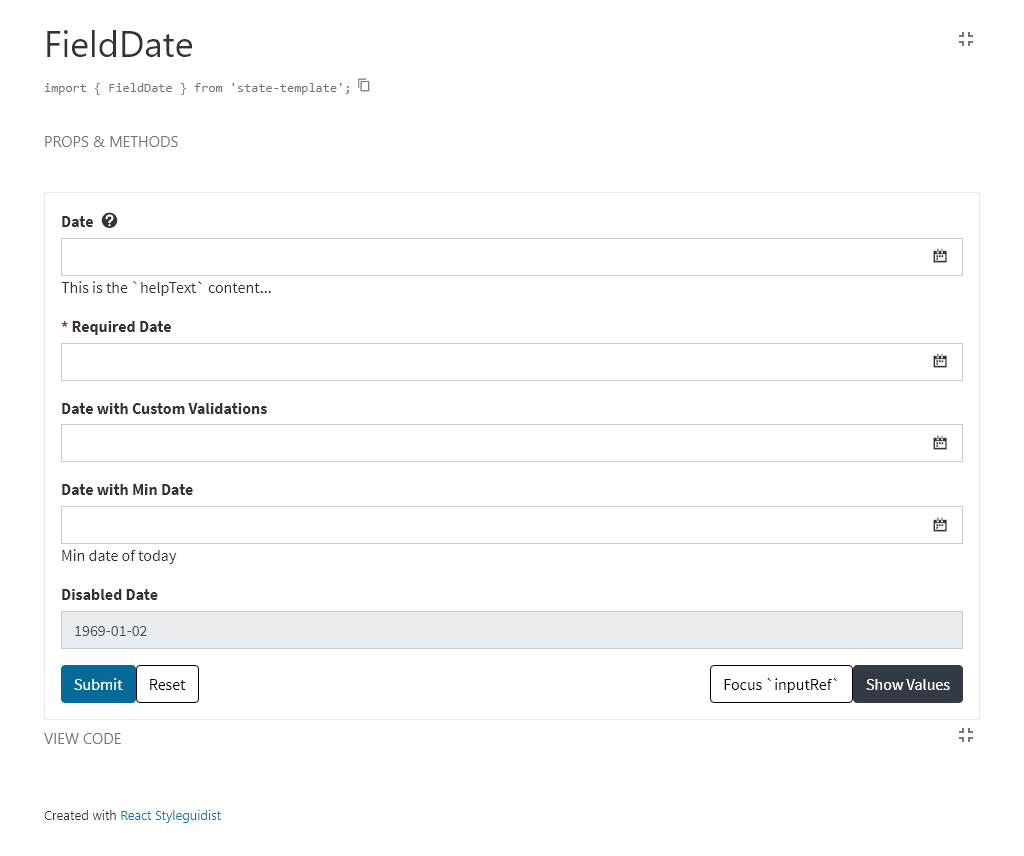 FieldDate
import { FieldDate } from 'state-template';
PROPS & METHODS
Date
This is the `helpText` content...
* Required Date
Date with Custom Validations
Date with Min Date
Min date of today
Disabled Date
1969-01-02
Submit Reset Focus `inputRef` Show Values
VIEW CODE
Created with React Styleguidist